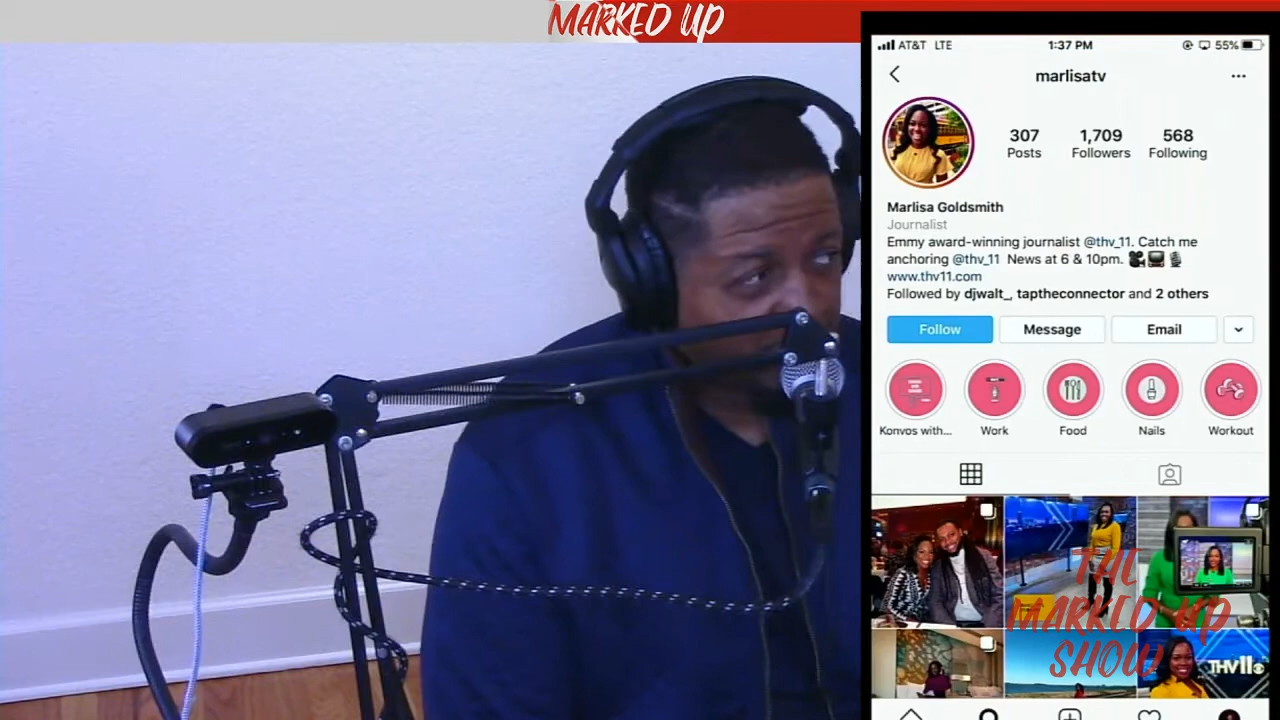 MARKED UP
AT&T LTE
1:37 PM
55%
marlisatv
307
1,709
568
Posts
Followers
Following
Marlisa Goldsmith
Journalist
Emmy award-winning journalist @thv_11. Catch me
anchoring @thv_11 News at 6 & 10pm.
www.thv11.com
Followed by djwalt_, taptheconnector and 2 others
Follow
Message
Email
Konvos with...
Work
Food
Nails
Workout
THE
MARKED UP
SHOW
THV11